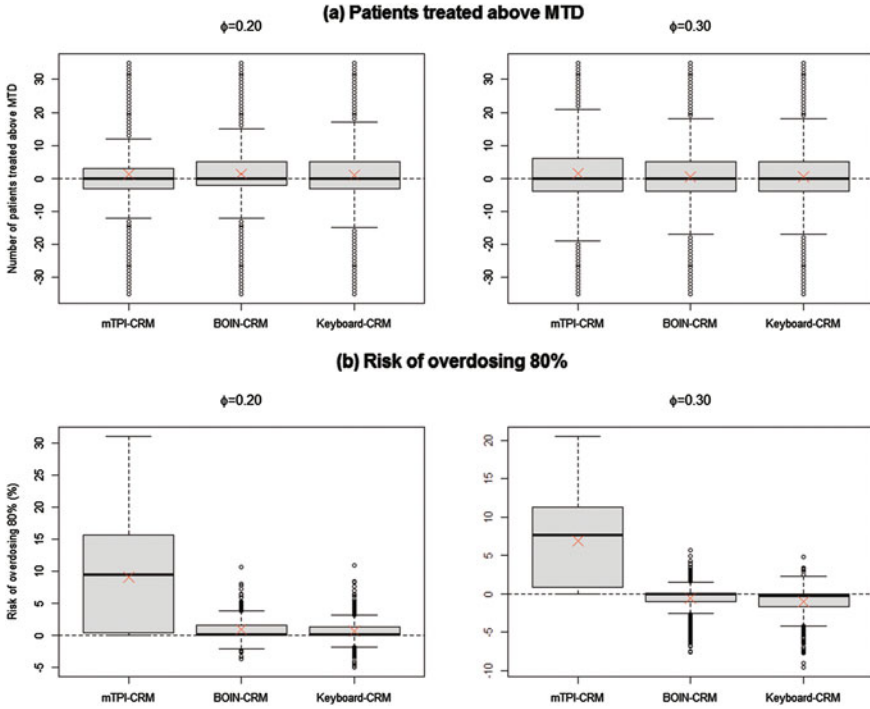 (a) Patients treated above MTD
ϕ=0.20
ϕ=0.30
Number of patients treated above MTD
30
20
10
0
-10
-20
-30
mTPI-CRM
BOIN-CRM
Keyboard-CRM
30
20
10
0
-10
-20
-30
mTPI-CRM
BOIN-CRM
Keyboard-CRM
(b) Risk of overdosing 80%
ϕ=0.20
ϕ=0.30
Risk of overdosing 80% (%)
30
25
20
15
10
5
0
-5
mTPI-CRM
BOIN-CRM
Keyboard-CRM
20
15
10
5
0
-5
-10
mTPI-CRM
BOIN-CRM
Keyboard-CRM